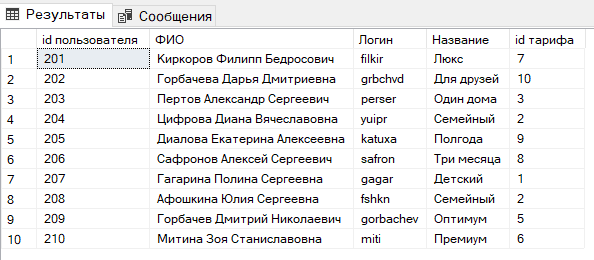 Результаты Сообщения
id пользователя ФИО Логин Название id тарифа
1 201 Киркоров Филипп Бедросович filkir Люкс 7
2 202 Горбачева Дарья Дмитриевна grbchvd Для друзей 10
3 203 Пертов Александр Сергеевич perser Один дома 3
4 204 Цифрова Диана Вячеславовна yuipr Семейный 2
5 205 Диалова Екатерина Алексеевна katuxa Полгода 9
6 206 Сафронов Алексей Сергеевич safron Три месяца 8
7 207 Гагарина Полина Сергеевна gagar Детский 1
8 208 Афошкина Юлия Сергеевна fshkn Семейный 2
9 209 Горбачев Дмитрий Николаевич gorbachev Оптимум 5
10 210 Митина Зоя Станиславовна miti Премиум 6